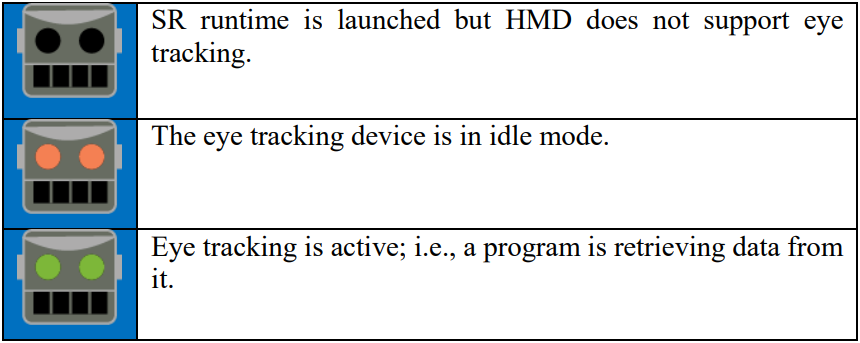 SR runtime is launched but HMD does not support eye
tracking.
The eye tracking device is in idle mode.
Eye tracking is active; i.e., a program is retrieving data from
it.